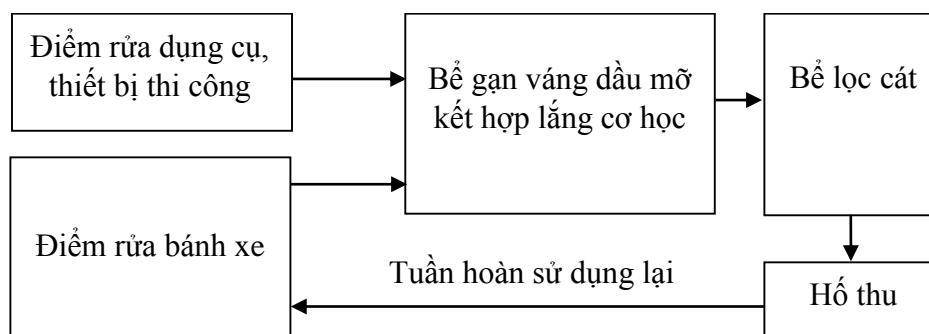 Điểm rửa dụng cụ,
thiết bị thi công
Bể gạn váng dầu mỡ
kết hợp lắng cơ học
Bể lọc cát
Điểm rửa bánh xe
Tuần hoàn sử dụng lại
Hố thu